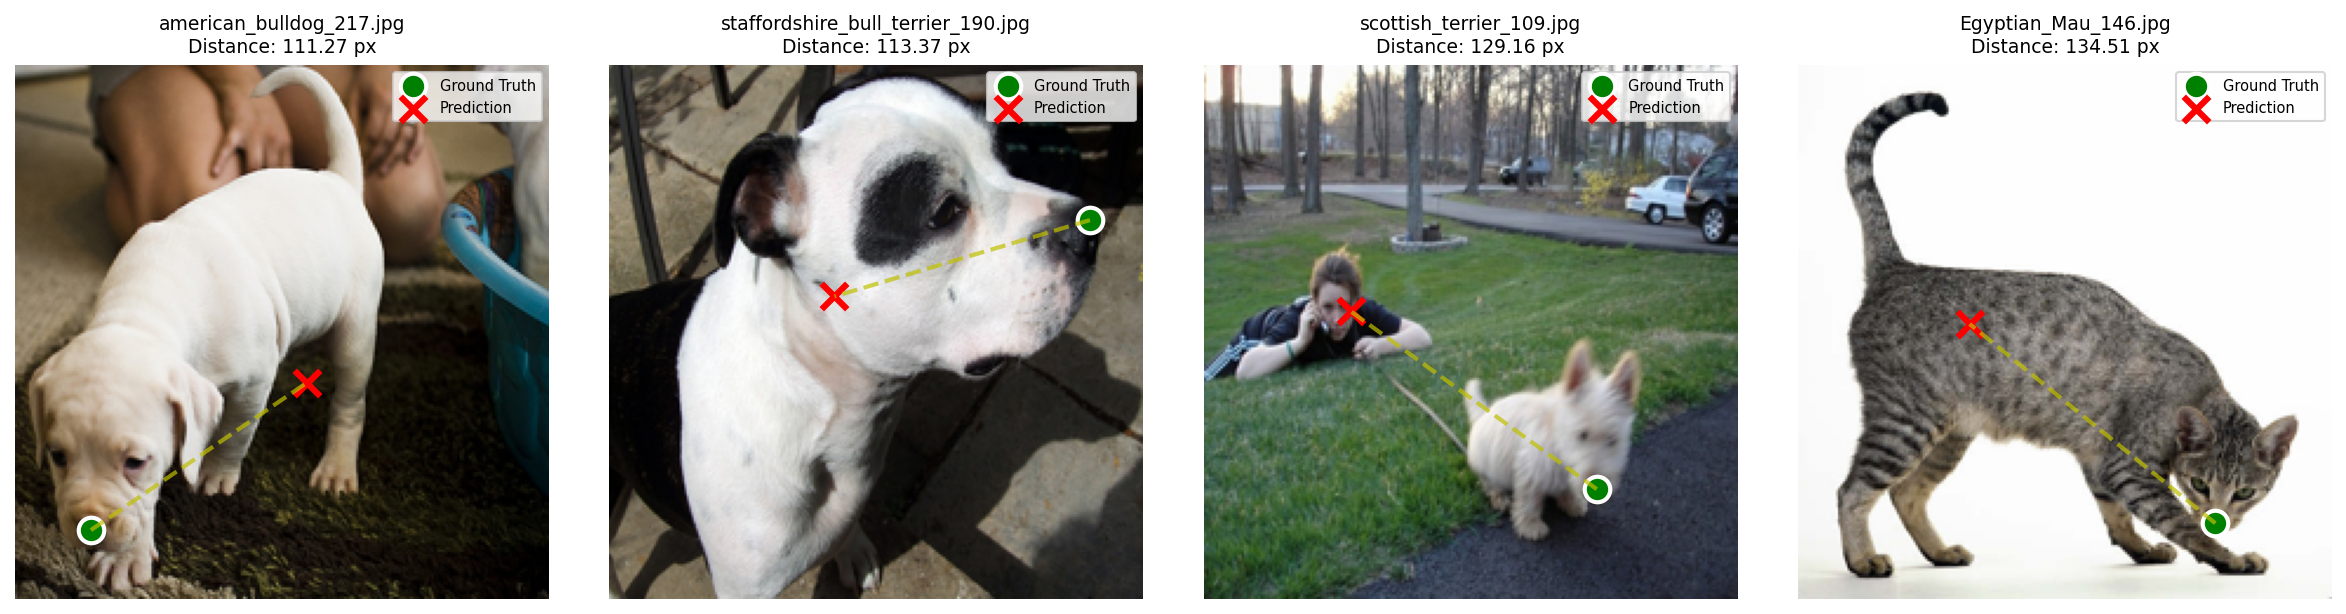 american_bulldog_217.jpg
Distance: 111.27 px
Ground Truth
Prediction
staffordshire_bull_terrier_190.jpg
Distance: 113.37 px
Ground Truth
Prediction
scottish_terrier_109.jpg
Distance: 129.16 px
Ground Truth
Prediction
Egyptian_Mau_146.jpg
Distance: 134.51 px
Ground Truth
Prediction